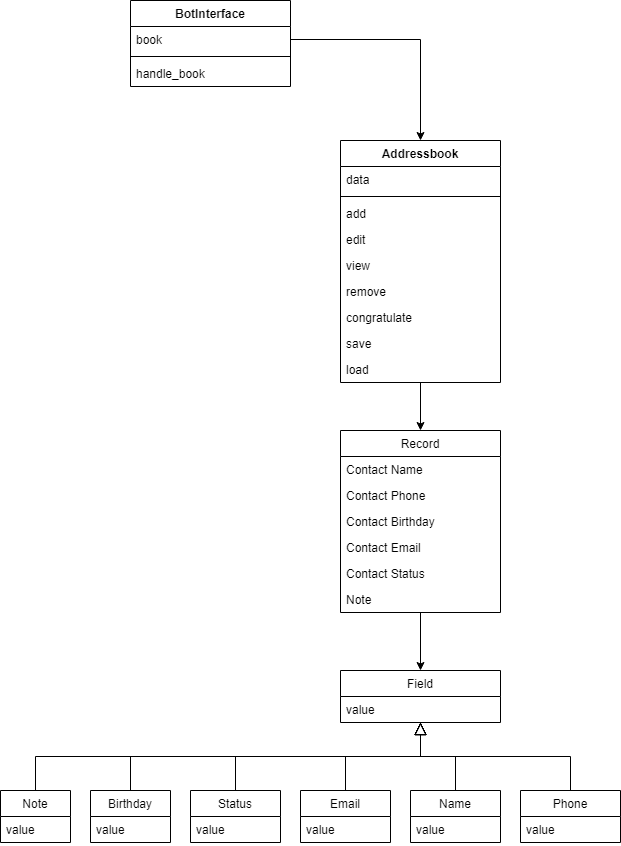 BotInterface
book
handle_book
Addressbook
data
add
edit
view
remove
congratulate
save
load
Record
Contact Name
Contact Phone
Contact Birthday
Contact Email
Contact Status
Note
Field
value
Note
Birthday
Status
Email
Name
Phone
value
value
value
value
value
value